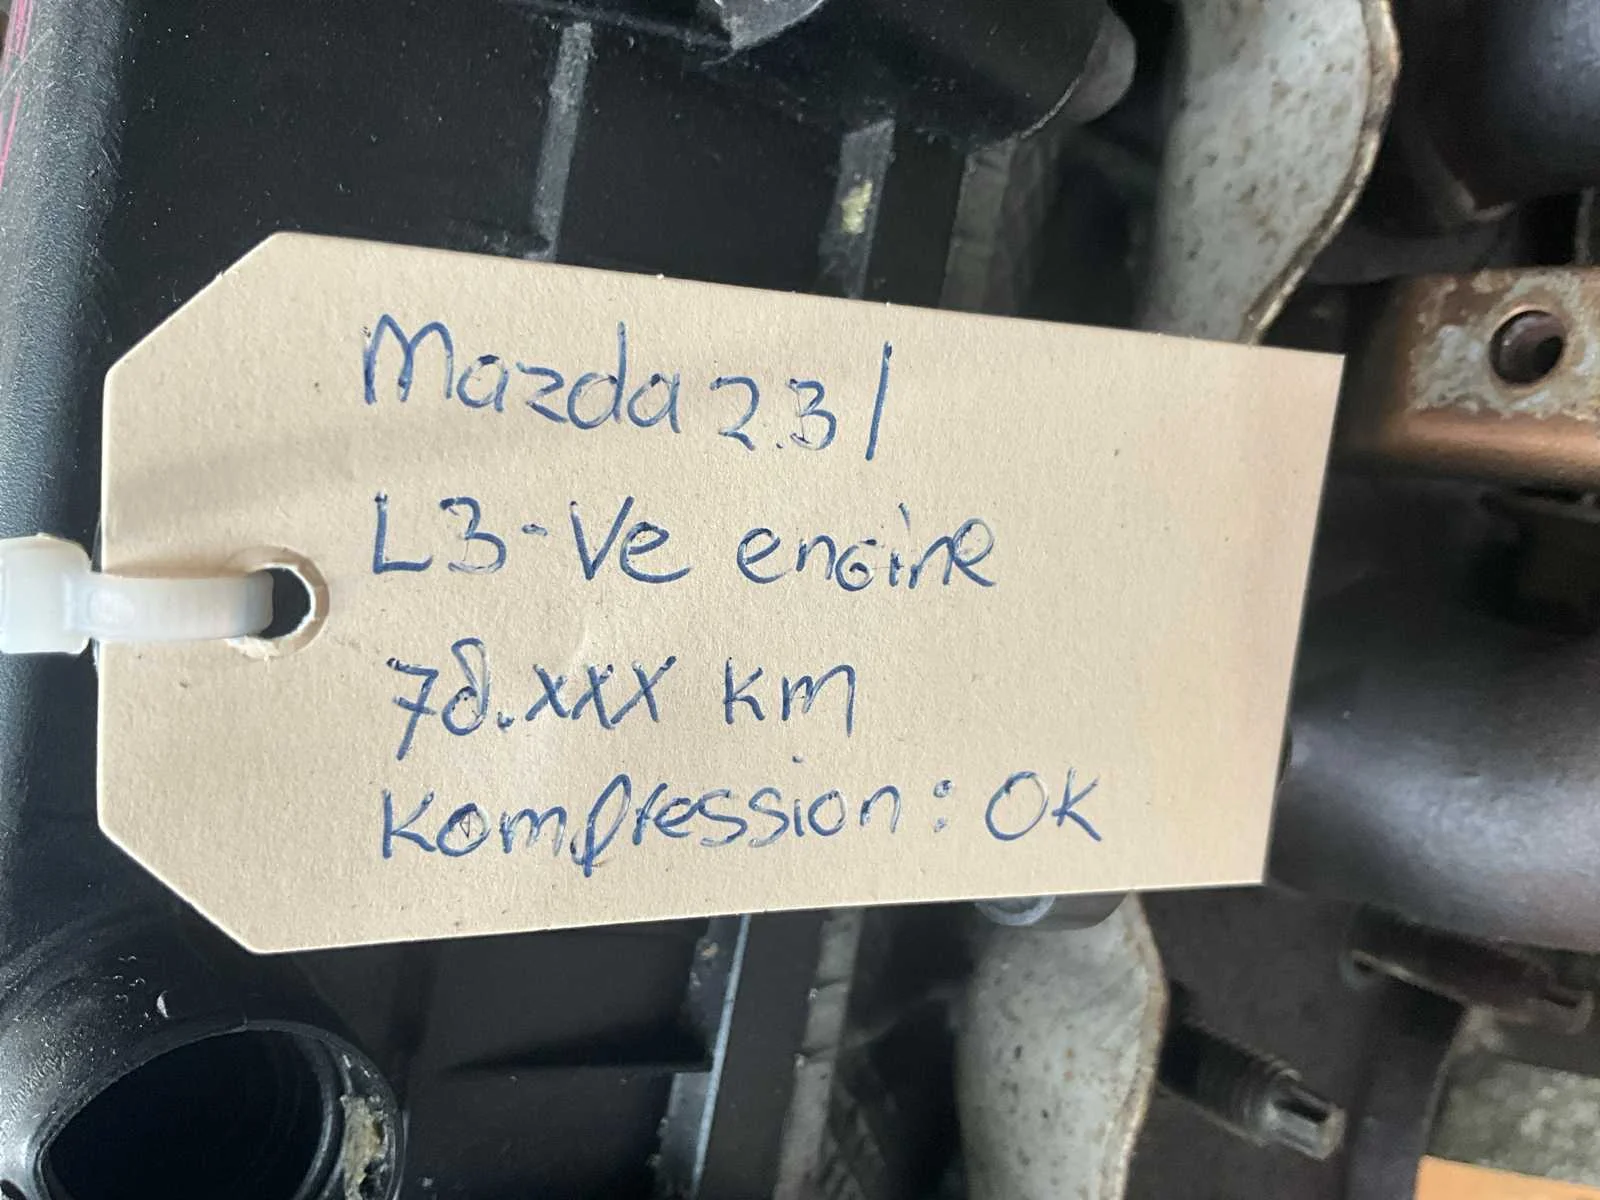 Mazda 2.3l
L3-Ve engine
78.xxx km
Kompression: OK